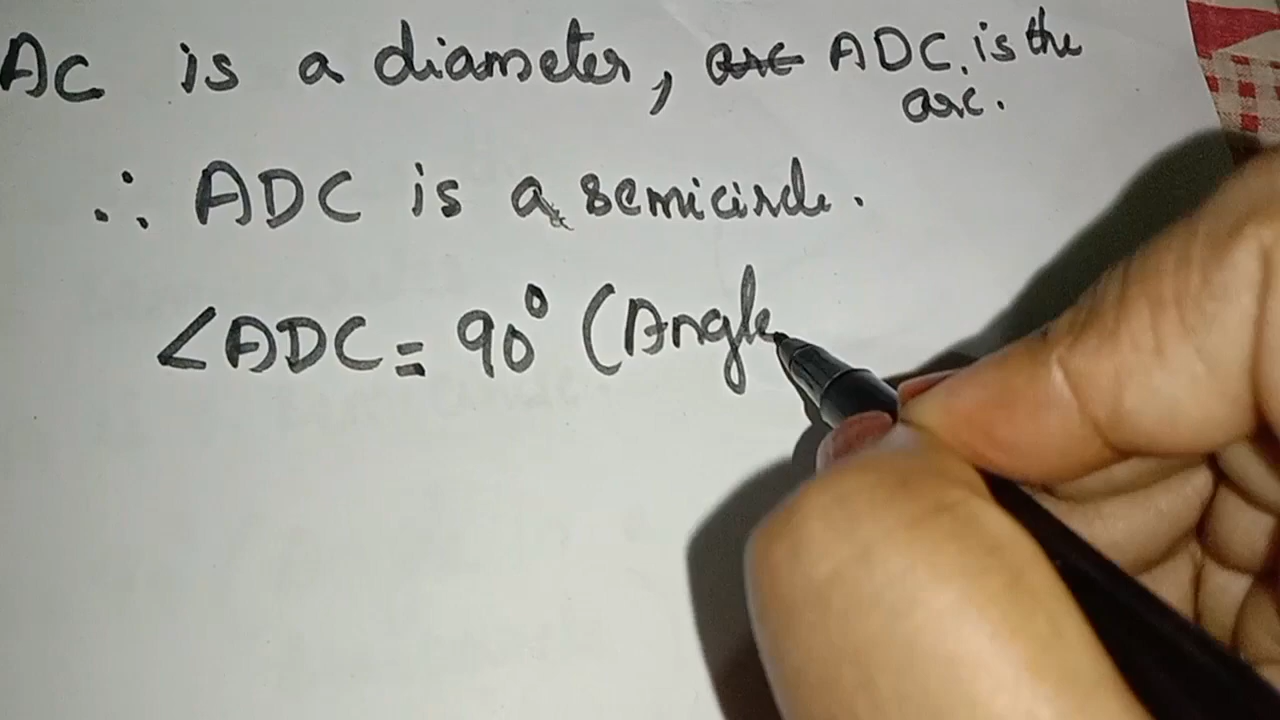 AC is a diameter, arc ADC. is the
arc.
∴ ADC is a semicircle.
∠ADC = 90° (Angle